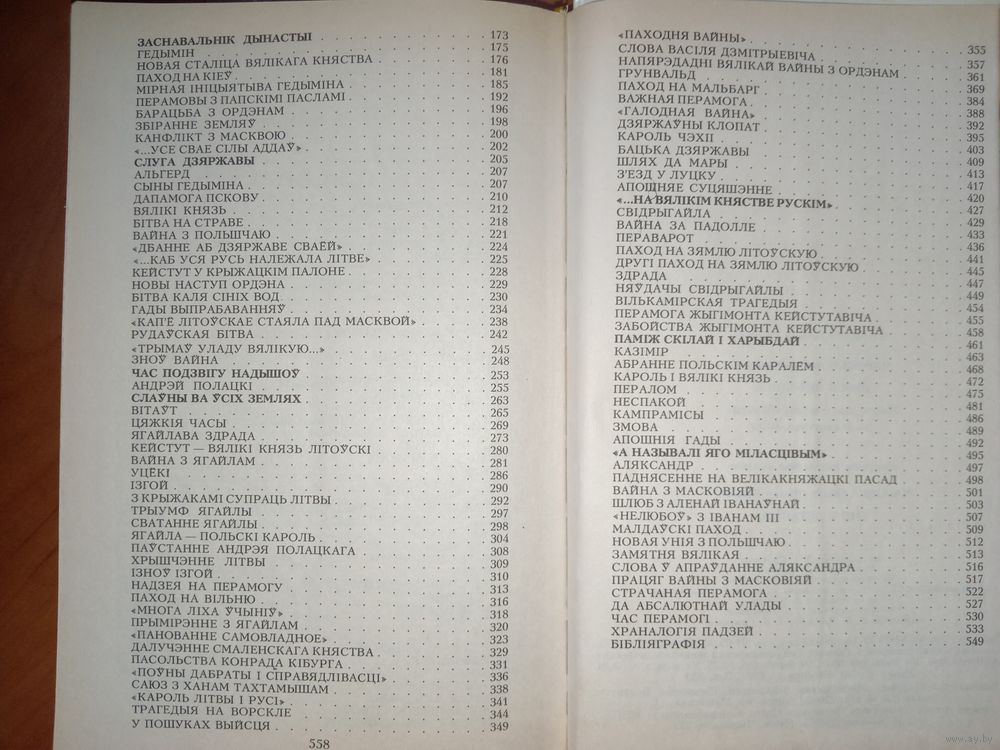 ЗАСНАВАЛЬНІК ДЫНАСТЫІ 173
ГЕДЫМІН 175
НОВАЯ СТАЛІЦА ВЯЛІКАГА КНЯСТВА 176
ПАХОД НА КІЕЎ 181
МІРНАЯ ІНІЦЫЯТЫВА ГЕДЫМІНА 185
ПЕРАМОВЫ З ПАПСКІМІ ПАСЛАМІ 192
БАРАЦЬБА З ОРДЭНАМ 196
ЗБІРАННЕ ЗЕМЛЯЎ 198
КАНФЛІКТ З МАСКВОЮ 200
«...УСЕ СВАЕ СІЛЫ АДДАЎ» 202
СЛУГА ДЗЯРЖАВЫ 205
АЛЬГЕРД 207
СЫНЫ ГЕДЫМІНА 207
ДАПАМОГА ПСКОВУ 210
ВЯЛІКІ КНЯЗЬ 212
БІТВА НА СТРАВЕ 218
ВАЙНА З ПОЛЬШЧАЮ 221
«ДБАННЕ АБ ДЗЯРЖАВЕ СВАЁЙ» 224
«...КАБ УСЯ РУСЬ НАЛЕЖАЛА ЛІТВЕ» 225
КЕЙСТУТ У КРЫЖАЦКІМ ПАЛОНЕ 228
НОВЫ НАСТУП ОРДЭНА 229
БІТВА КАЛЯ СІНІХ ВОД 230
ГАДЫ ВЫПРАБАВАННЯЎ 234
«КАП'Ё ЛІТОЎСКАЕ СТАЯЛА ПАД МАСКВОЙ» 238
РУДАЎСКАЯ БІТВА 242
«ТРЫМАЎ УЛАДУ ВЯЛІКУЮ...» 245
ЗНОЎ ВАЙНА 248
ЧАС ПОДЗВІГУ НАДЫШОЎ 253
АНДРЭЙ ПОЛАЦКІ 255
СЛАЎНЫ ВА ЎСІХ ЗЕМЛЯХ 263
ВІТАЎТ 265
ЦЯЖКІЯ ЧАСЫ 269
ЯГАЙЛАВА ЗДРАДА 273
КЕЙСТУТ — ВЯЛІКІ КНЯЗЬ ЛІТОЎСКІ 280
ВАЙНА З ЯГАЙЛАМ 281
УЦЁКІ 286
ІЗГОЙ 290
З КРЫЖАКАМІ СУПРАЦЬ ЛІТВЫ 292
ТРЫУМФ ЯГАЙЛЫ 297
СВАТАННЕ ЯГАЙЛЫ 298
ЯГАЙЛА — ПОЛЬСКІ КАРОЛЬ 304
ПАЎСТАННЕ АНДРЭЯ ПОЛАЦКАГА 308
ХРЫШЧЭННЕ ЛІТВЫ 309
ІЗНОЎ ІЗГОЙ 310
НАДЗЕЯ НА ПЕРАМОГУ 313
ПАХОД НА ВІЛЬНЮ 316
«МНОГА ЛІХА ЎЧЫНІЎ» 318
ПРЫМІРЭННЕ З ЯГАЙЛАМ 320
«ПАНОВАННЕ САМОВЛАДНОЕ» 323
ДАЛУЧЭННЕ СМАЛЕНСКАГА КНЯСТВА 329
ПАСОЛЬСТВА КОНРАДА КІБУРГА 331
«ПОЎНЫ ДАБРАТЫ І СПРАВЯДЛІВАСЦІ» 336
САЮЗ З ХАНАМ ТАХТАМЫШАМ 338
«КАРОЛЬ ЛІТВЫ І РУСІ» 341
ТРАГЕДЫЯ НА ВОРСКЛЕ 344
У ПОШУКАХ ВЫЙСЦЯ 349
558
«ПАХОДНЯ ВАЙНЫ» 355
СЛОВА ВАСІЛЯ ДЗМІТРЫЕВІЧА 357
НАПЯРЭДАДНІ ВЯЛІКАЙ ВАЙНЫ З ОРДЭНАМ 361
ГРУНВАЛЬД 369
ПАХОД НА МАЛЬБАРГ 384
ВАЖНАЯ ПЕРАМОГА 388
«ГАЛОДНАЯ ВАЙНА» 392
ДЗЯРЖАЎНЫ КЛОПАТ 395
КАРОЛЬ ЧЭХІІ 403
БАЦЬКА ДЗЯРЖАВЫ 409
ШЛЯХ ДА МАРЫ 413
З'ЕЗД У ЛУЦКУ 417
АПОШНЯЕ СУЦЯШЭННЕ 420
«...НА ВЯЛІКІМ КНЯСТВЕ РУСКІМ» 427
СВІДРЫГАЙЛА 429
ВАЙНА ЗА ПАДОЛЛЕ 433
ПЕРАВАРОТ 436
ПАХОД НА ЗЯМЛЮ ЛІТОЎСКУЮ 441
ДРУГІ ПАХОД НА ЗЯМЛЮ ЛІТОЎСКУЮ 445
ЗДРАДА 447
НЯЎДАЧЫ СВІДРЫГАЙЛЫ 449
ВІЛЬКАМІРСКАЯ ТРАГЕДЫЯ 454
ПЕРАМОГА ЖЫГІМОНТА КЕЙСТУТАВІЧА 455
ЗАБОЙСТВА ЖЫГІМОНТА КЕЙСТУТАВІЧА 458
ПАМІЖ СКІЛАЙ І ХАРЫБДАЙ 461
КАЗІМІР 463
АБРАННЕ ПОЛЬСКІМ КАРАЛЁМ 468
КАРОЛЬ І ВЯЛІКІ КНЯЗЬ 472
ПЕРАЛОМ 475
НЕСПАКОЙ 481
КАМПРАМІСЫ 486
ЗМОВА 489
АПОШНІЯ ГАДЫ 492
«А НАЗЫВАЛІ ЯГО МІЛАСЦІВЫМ» 495
АЛЯКСАНДР 497
ПАДНЯСЕННЕ НА ВЕЛІКАКНЯЖАЦКІ ПАСАД 498
ВАЙНА З МАСКОВІЯЙ 501
ШЛЮБ З АЛЕНАЙ ІВАНАЎНАЙ 503
«НЕЛЮБОЎ» З ІВАНАМ III 507
МАЛДАЎСКІ ПАХОД 509
НОВАЯ УНІЯ З ПОЛЬШЧАЮ 512
ЗАМЯТНЯ ВЯЛІКАЯ 513
СЛОВА Ў АПРАЎДАННЕ АЛЯКСАНДРА 516
ПРАЦЯГ ВАЙНЫ З МАСКОВІЯЙ 517
СТРАЧАНАЯ ПЕРАМОГА 522
ДА АБСАЛЮТНАЙ УЛАДЫ 527
ЧАС ПЕРАМОГІ 530
ХРАНАЛОГІЯ ПАДЗЕЙ 533
БІБЛІЯГРАФІЯ 549
www.ay.by